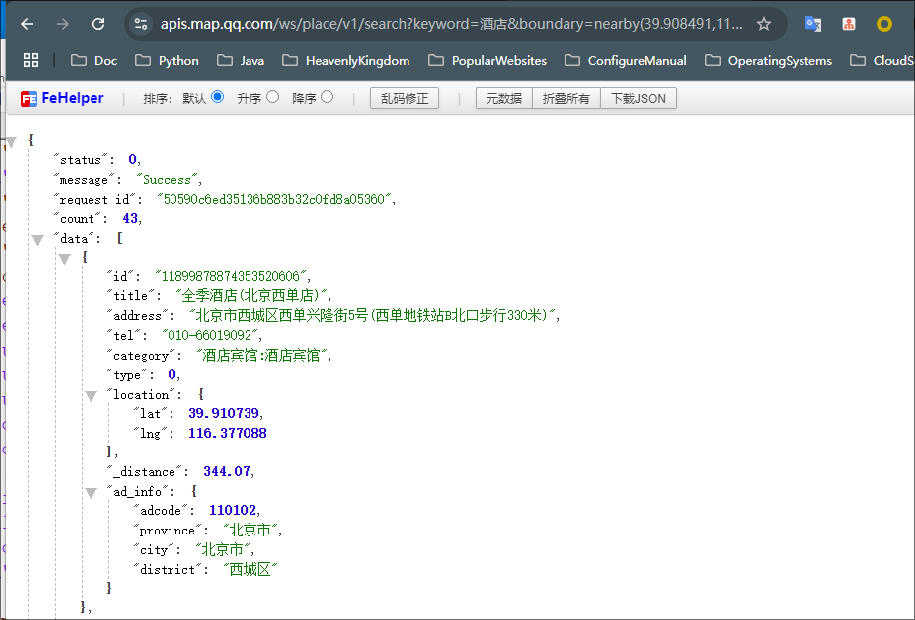 apis.map.qq.com/ws/place/v1/search?keyword=酒店&boundary=nearby(39.908491,11...
Doc Python Java HeavenlyKingdom PopularWebsites ConfigureManual OperatingSystems CloudS
FeHelper 排序: 默认 升序 降序 乱码修正 元数据 折叠所有 下载JSON
{
"status": 0,
"message": "Success",
"request_id": "50590c6ed35136b883b32c0fd8a05360",
"count": 43,
"data": [
{
"id": "11899878874353520606",
"title": "全季酒店(北京西单店)",
"address": "北京市西城区西单兴隆街5号(西单地铁站B北口步行330米)",
"tel": "010-66019092",
"category": "酒店宾馆:酒店宾馆",
"type": 0,
"location": {
"lat": 39.910739,
"lng": 116.377088
},
"_distance": 344.07,
"ad_info": {
"adcode": 110102,
"province": "北京市",
"city": "北京市",
"district": "西城区"
}
},